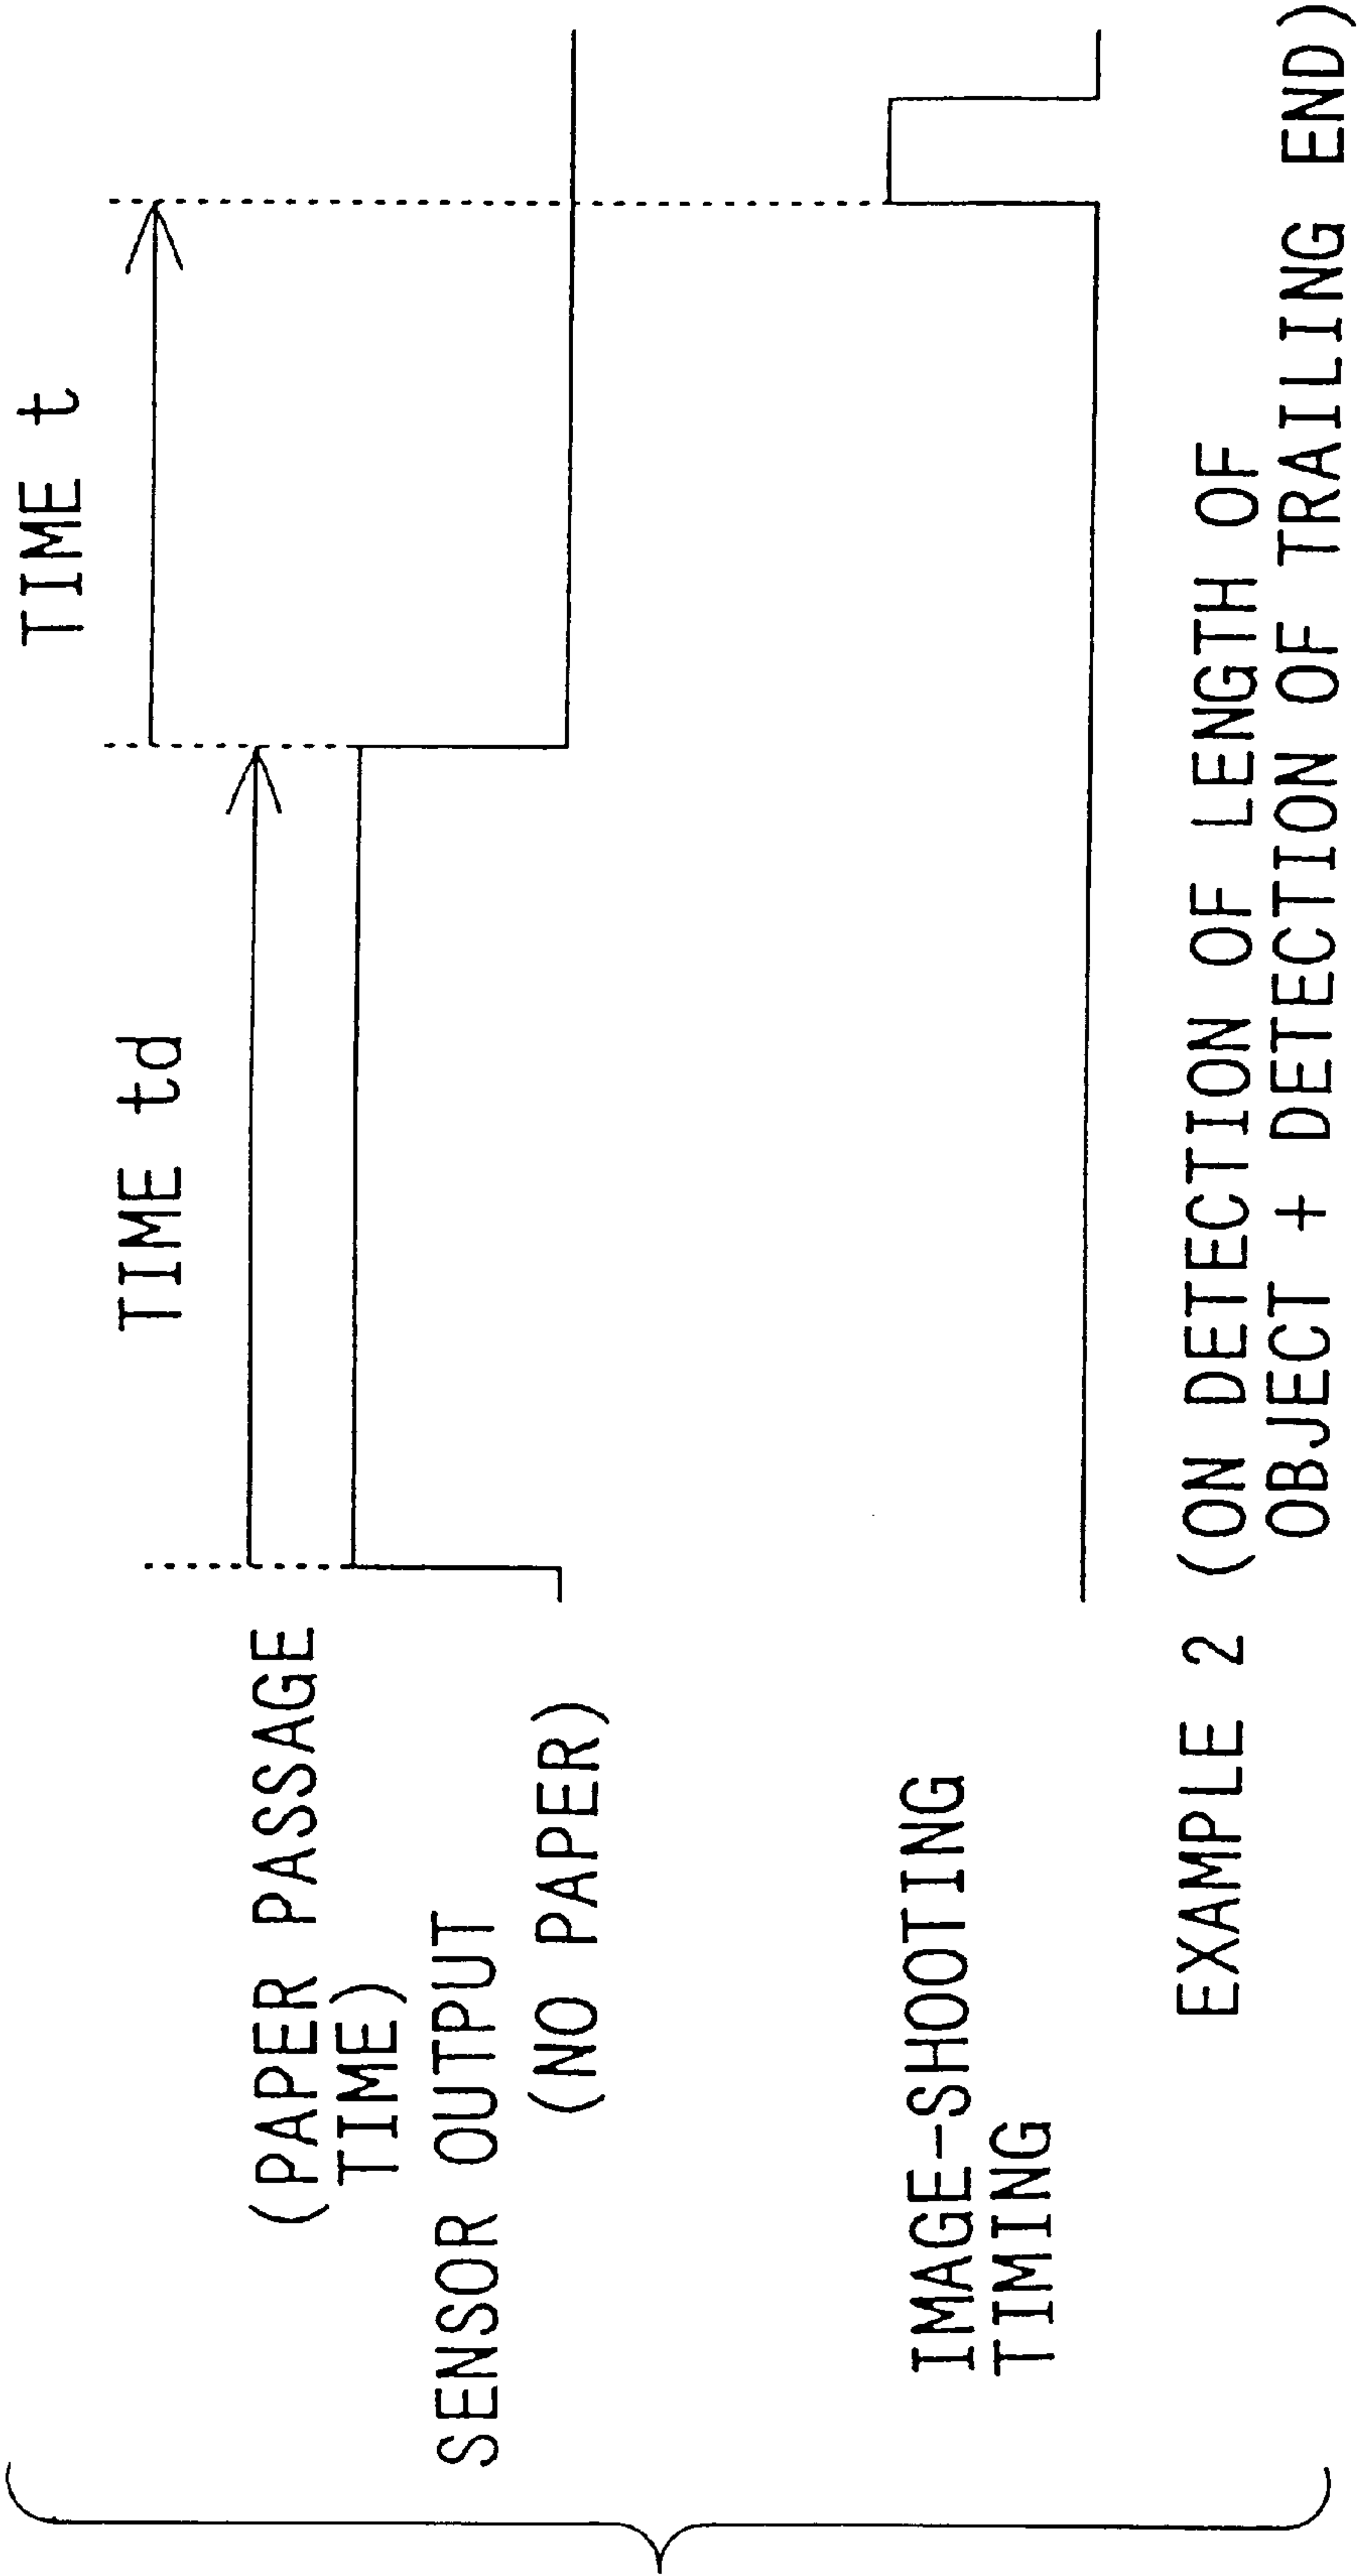 TIME t
TIME td
(PAPER PASSAGE
TIME)
SENSOR OUTPUT
(NO PAPER)
IMAGE-SHOOTING
TIMING
EXAMPLE 2 (ON DETECTION OF LENGTH OF
OBJECT + DETECTION OF TRAILING END)